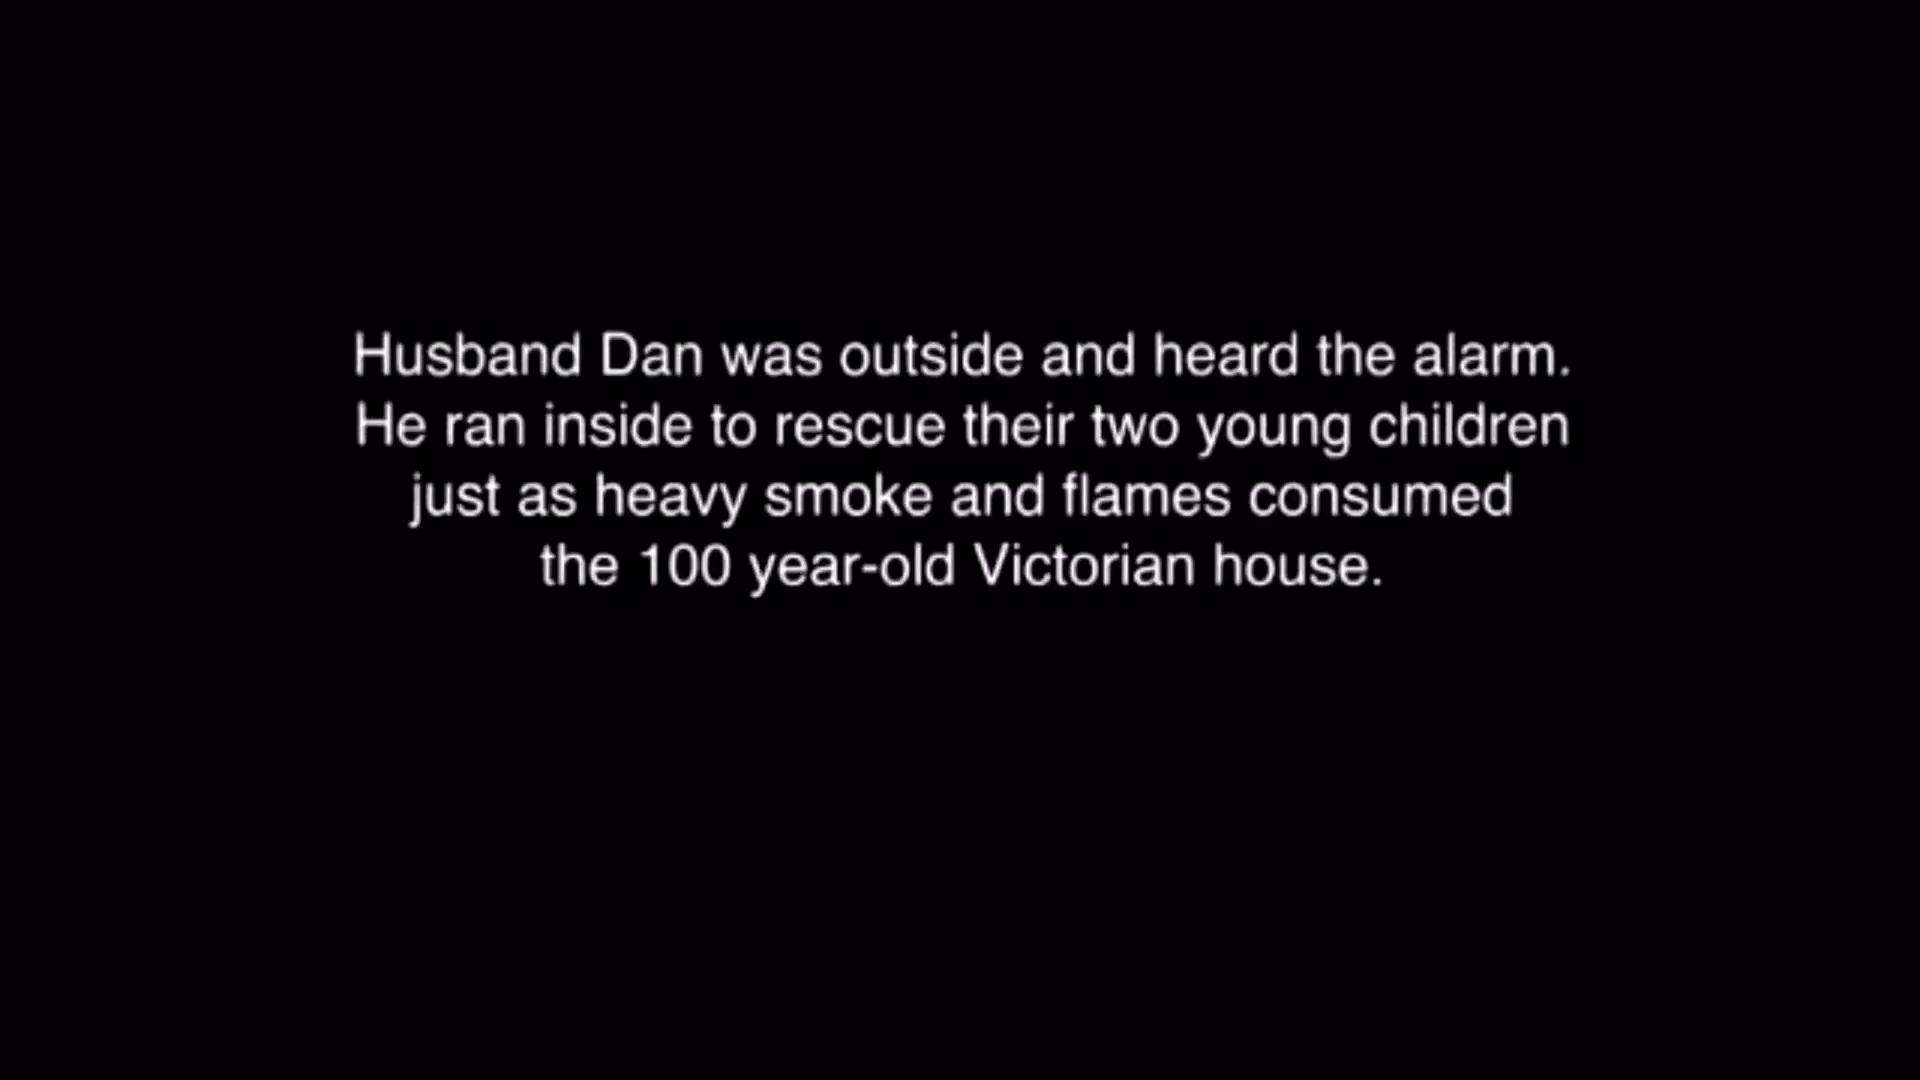 Husband Dan was outside and heard the alarm.
He ran inside to rescue their two young children
just as heavy smoke and flames consumed
the 100 year-old Victorian house.